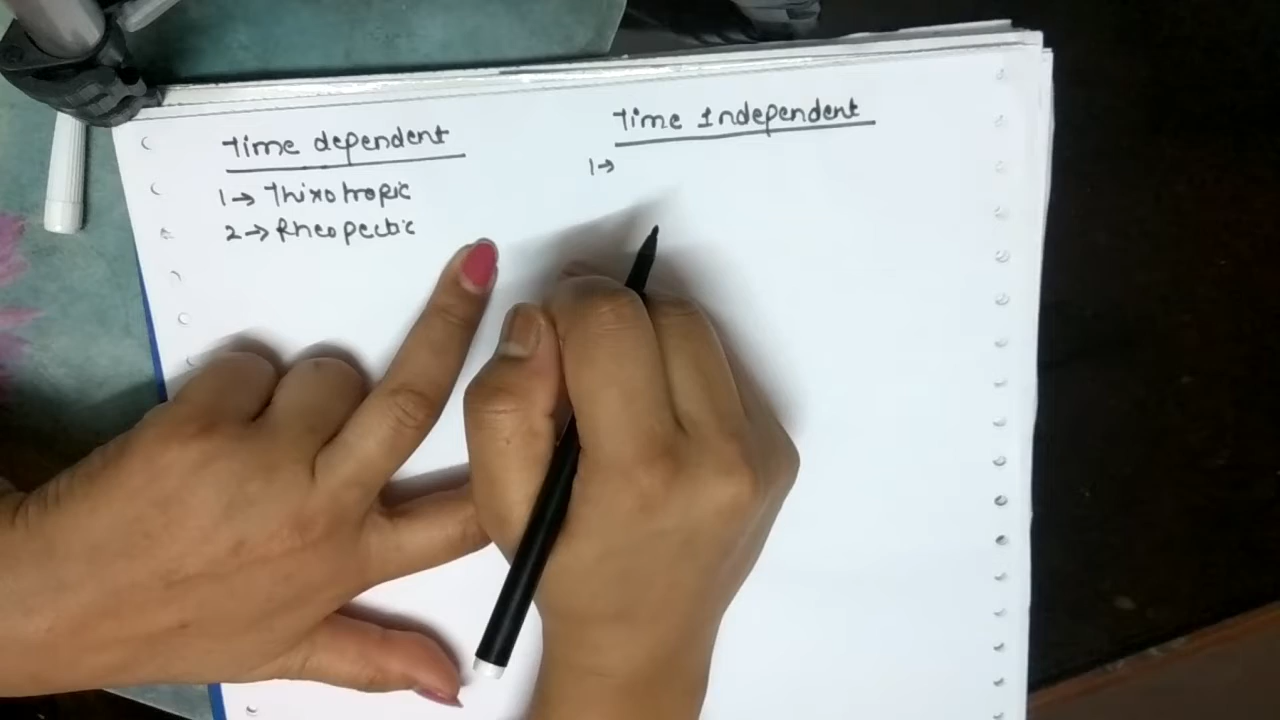 Time dependent
1→ Thixotropic
2→ Rheopectic
Time Independent
1→